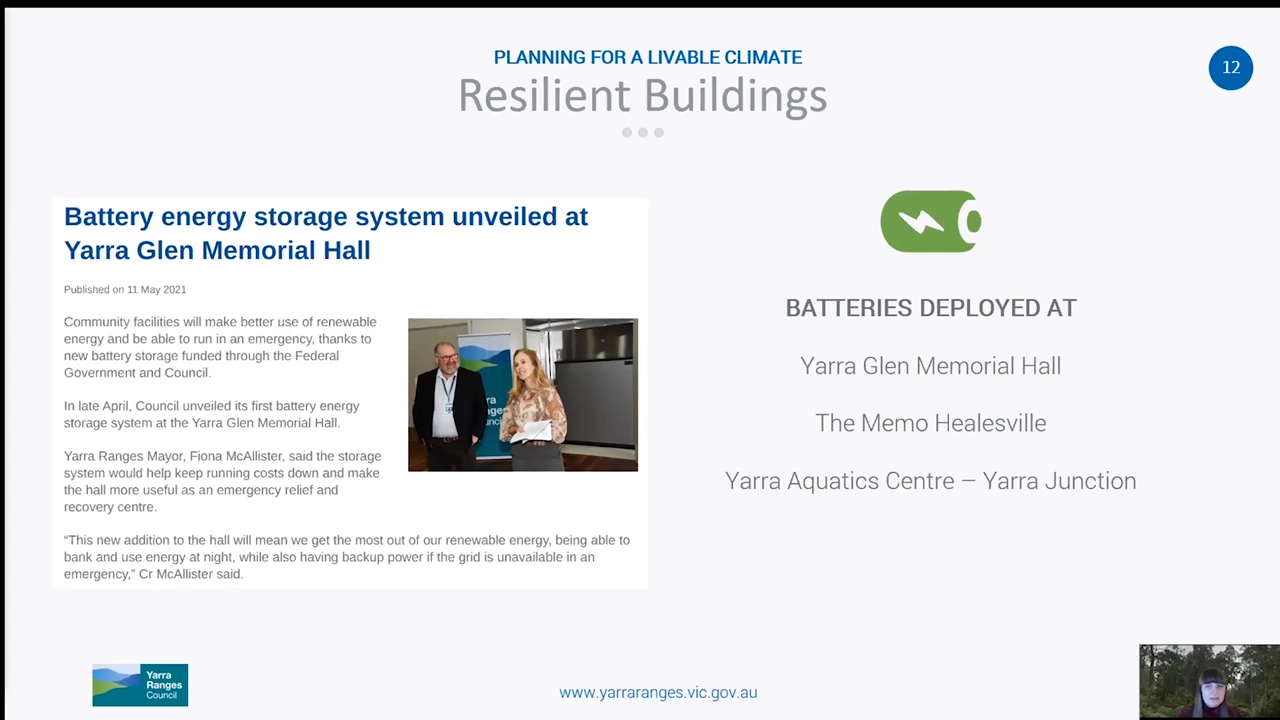 PLANNING FOR A LIVABLE CLIMATE
Resilient Buildings
12
Battery energy storage system unveiled at
Yarra Glen Memorial Hall
Published on 11 May 2021
Community facilities will make better use of renewable
energy and be able to run in an emergency, thanks to
new battery storage funded through the Federal
Government and Council.
In late April, Council unveiled its first battery energy
storage system at the Yarra Glen Memorial Hall.
Yarra Ranges Mayor, Fiona McAllister, said the storage
system would help keep running costs down and make
the hall more useful as an emergency relief and
recovery centre.
“This new addition to the hall will mean we get the most out of our renewable energy, being able to
bank and use energy at night, while also having backup power if the grid is unavailable in an
emergency,” Cr McAllister said.
BATTERIES DEPLOYED AT
Yarra Glen Memorial Hall
The Memo Healesville
Yarra Aquatics Centre – Yarra Junction
Yarra
Ranges
Council
www.yarraranges.vic.gov.au